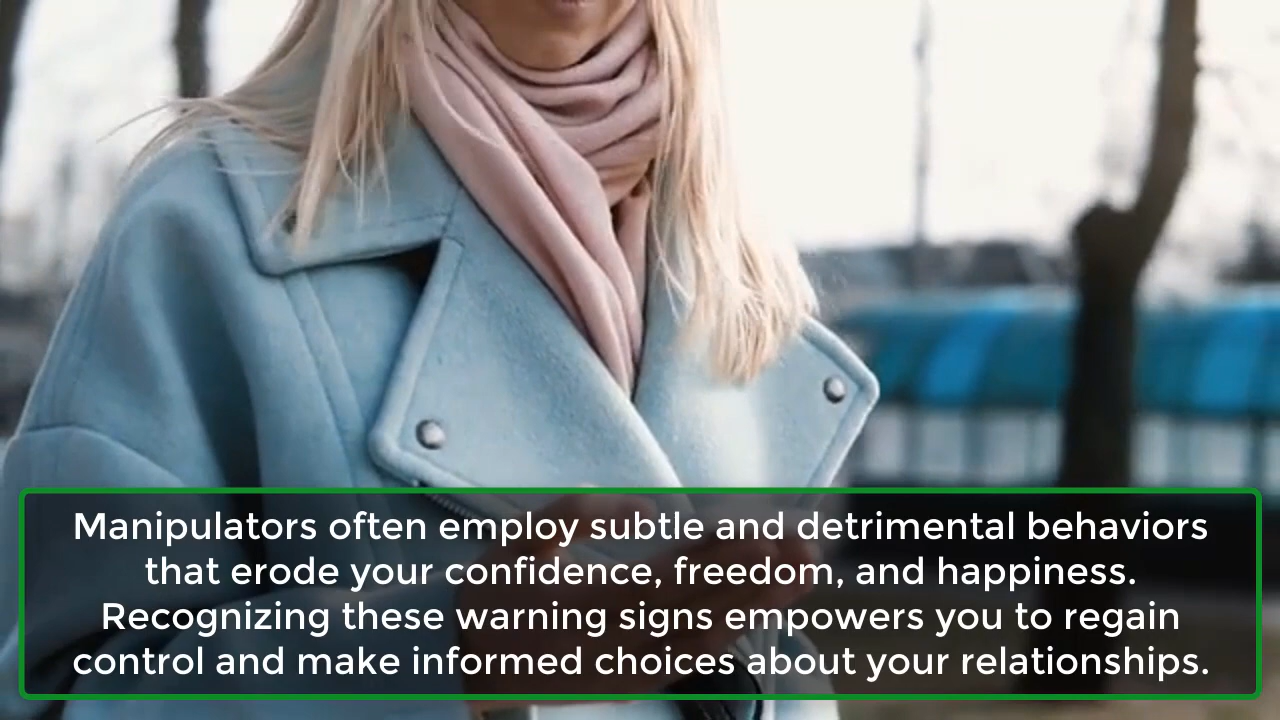 Manipulators often employ subtle and detrimental behaviors
that erode your confidence, freedom, and happiness.
Recognizing these warning signs empowers you to regain
control and make informed choices about your relationships.